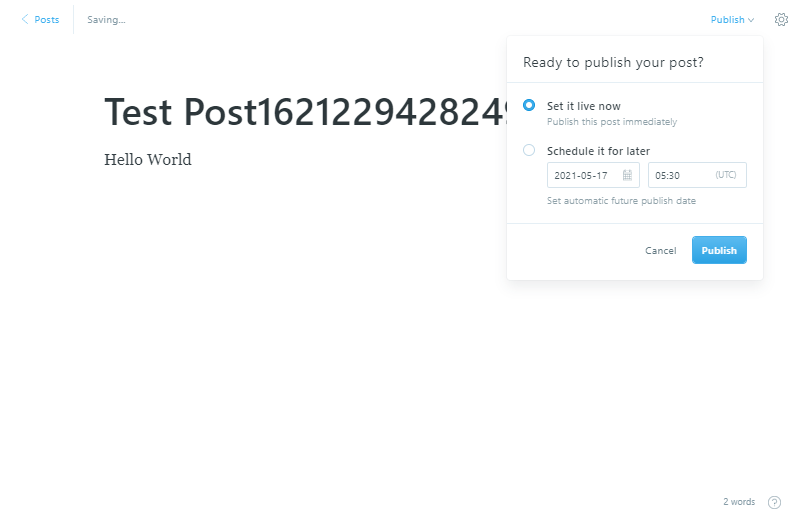 Posts
Saving...
Publish
Ready to publish your post?
Test Post1621229428249
Set it live now
Publish this post immediately
Hello World
Schedule it for later
2021-05-17
05:30
(UTC)
Set automatic future publish date
Cancel
Publish
2 words
?